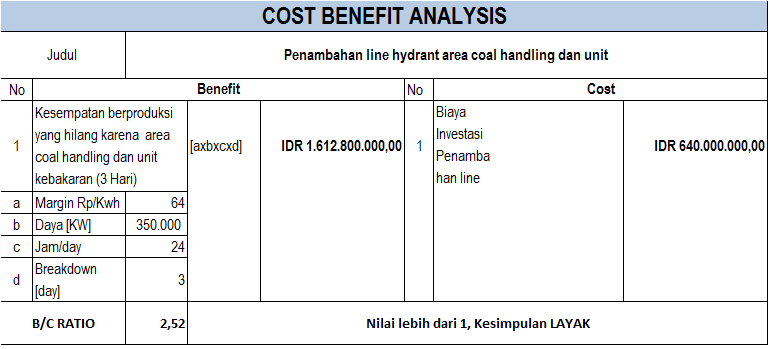 COST BENEFIT ANALYSIS
Judul Penambahan line hydrant area coal handling dan unit
No Benefit No Cost
1 Kesempatan berproduksi yang hilang karena area coal handling dan unit kebakaran (3 Hari) [axbxcxd] IDR 1.612.800.000,00 1 Biaya Investasi Penamba han line IDR 640.000.000,00
a Margin Rp/Kwh 64
b Daya [KW] 350.000
c Jam/day 24
d Breakdown [day] 3
B/C RATIO 2,52 Nilai lebih dari 1, Kesimpulan LAYAK